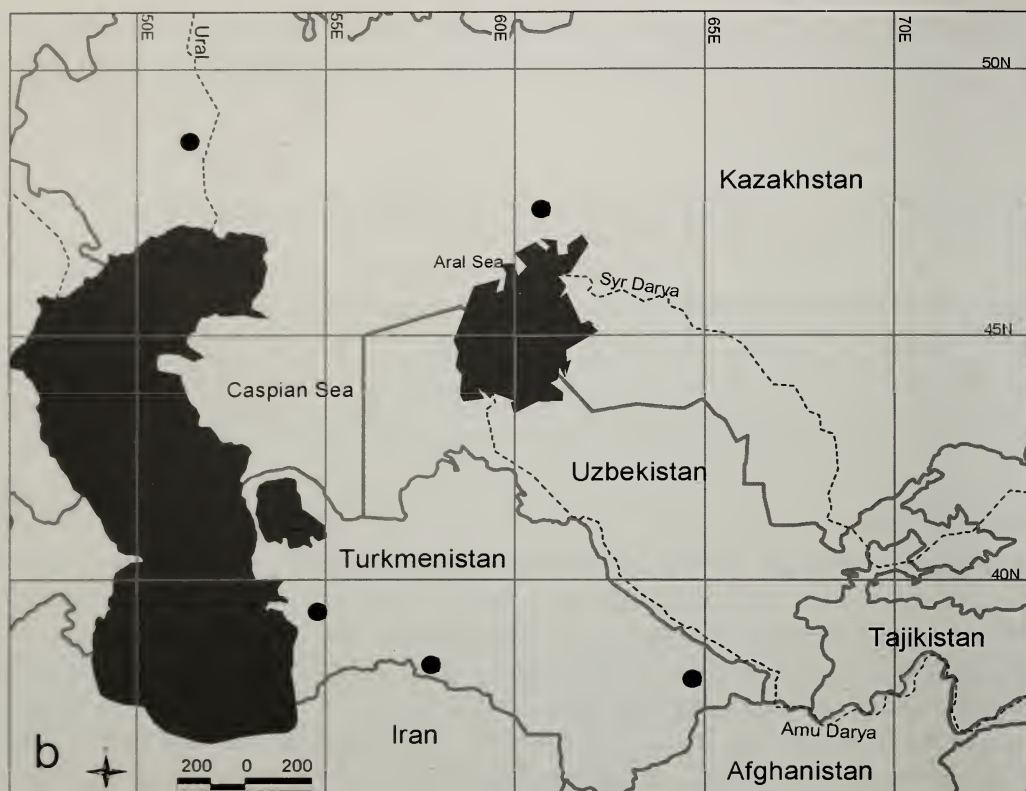 50E
55E
60E
65E
70E
Ural
50N
Kazakhstan
Aral Sea
Syr Darya
45N
Caspian Sea
Uzbekistan
Turkmenistan
40N
Tajikistan
Iran
Amu Darya
Afghanistan
b
200 0 200